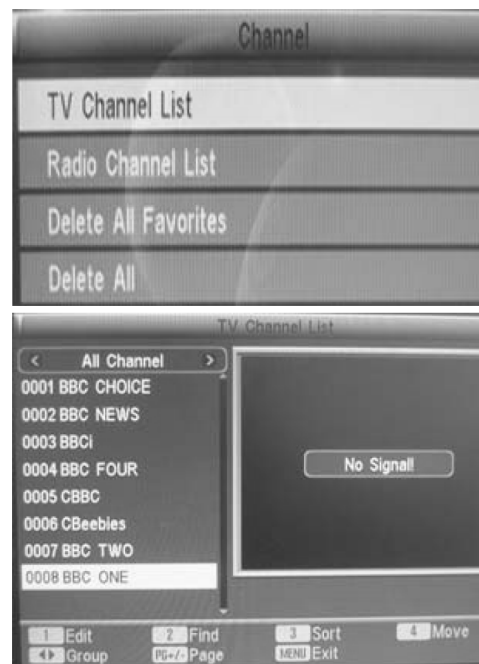 Channel
TV Channel List
Radio Channel List
Delete All Favorites
Delete All
TV Channel List
< All Channel >
0001 BBC CHOICE
0002 BBC NEWS
0003 BBCi
0004 BBC FOUR
0005 CBBC
0006 CBeebies
0007 BBC TWO
0008 BBC ONE
No Signal!
1 Edit 2 Find 3 Sort 4 Move
Group PG+/- Page MENU Exit